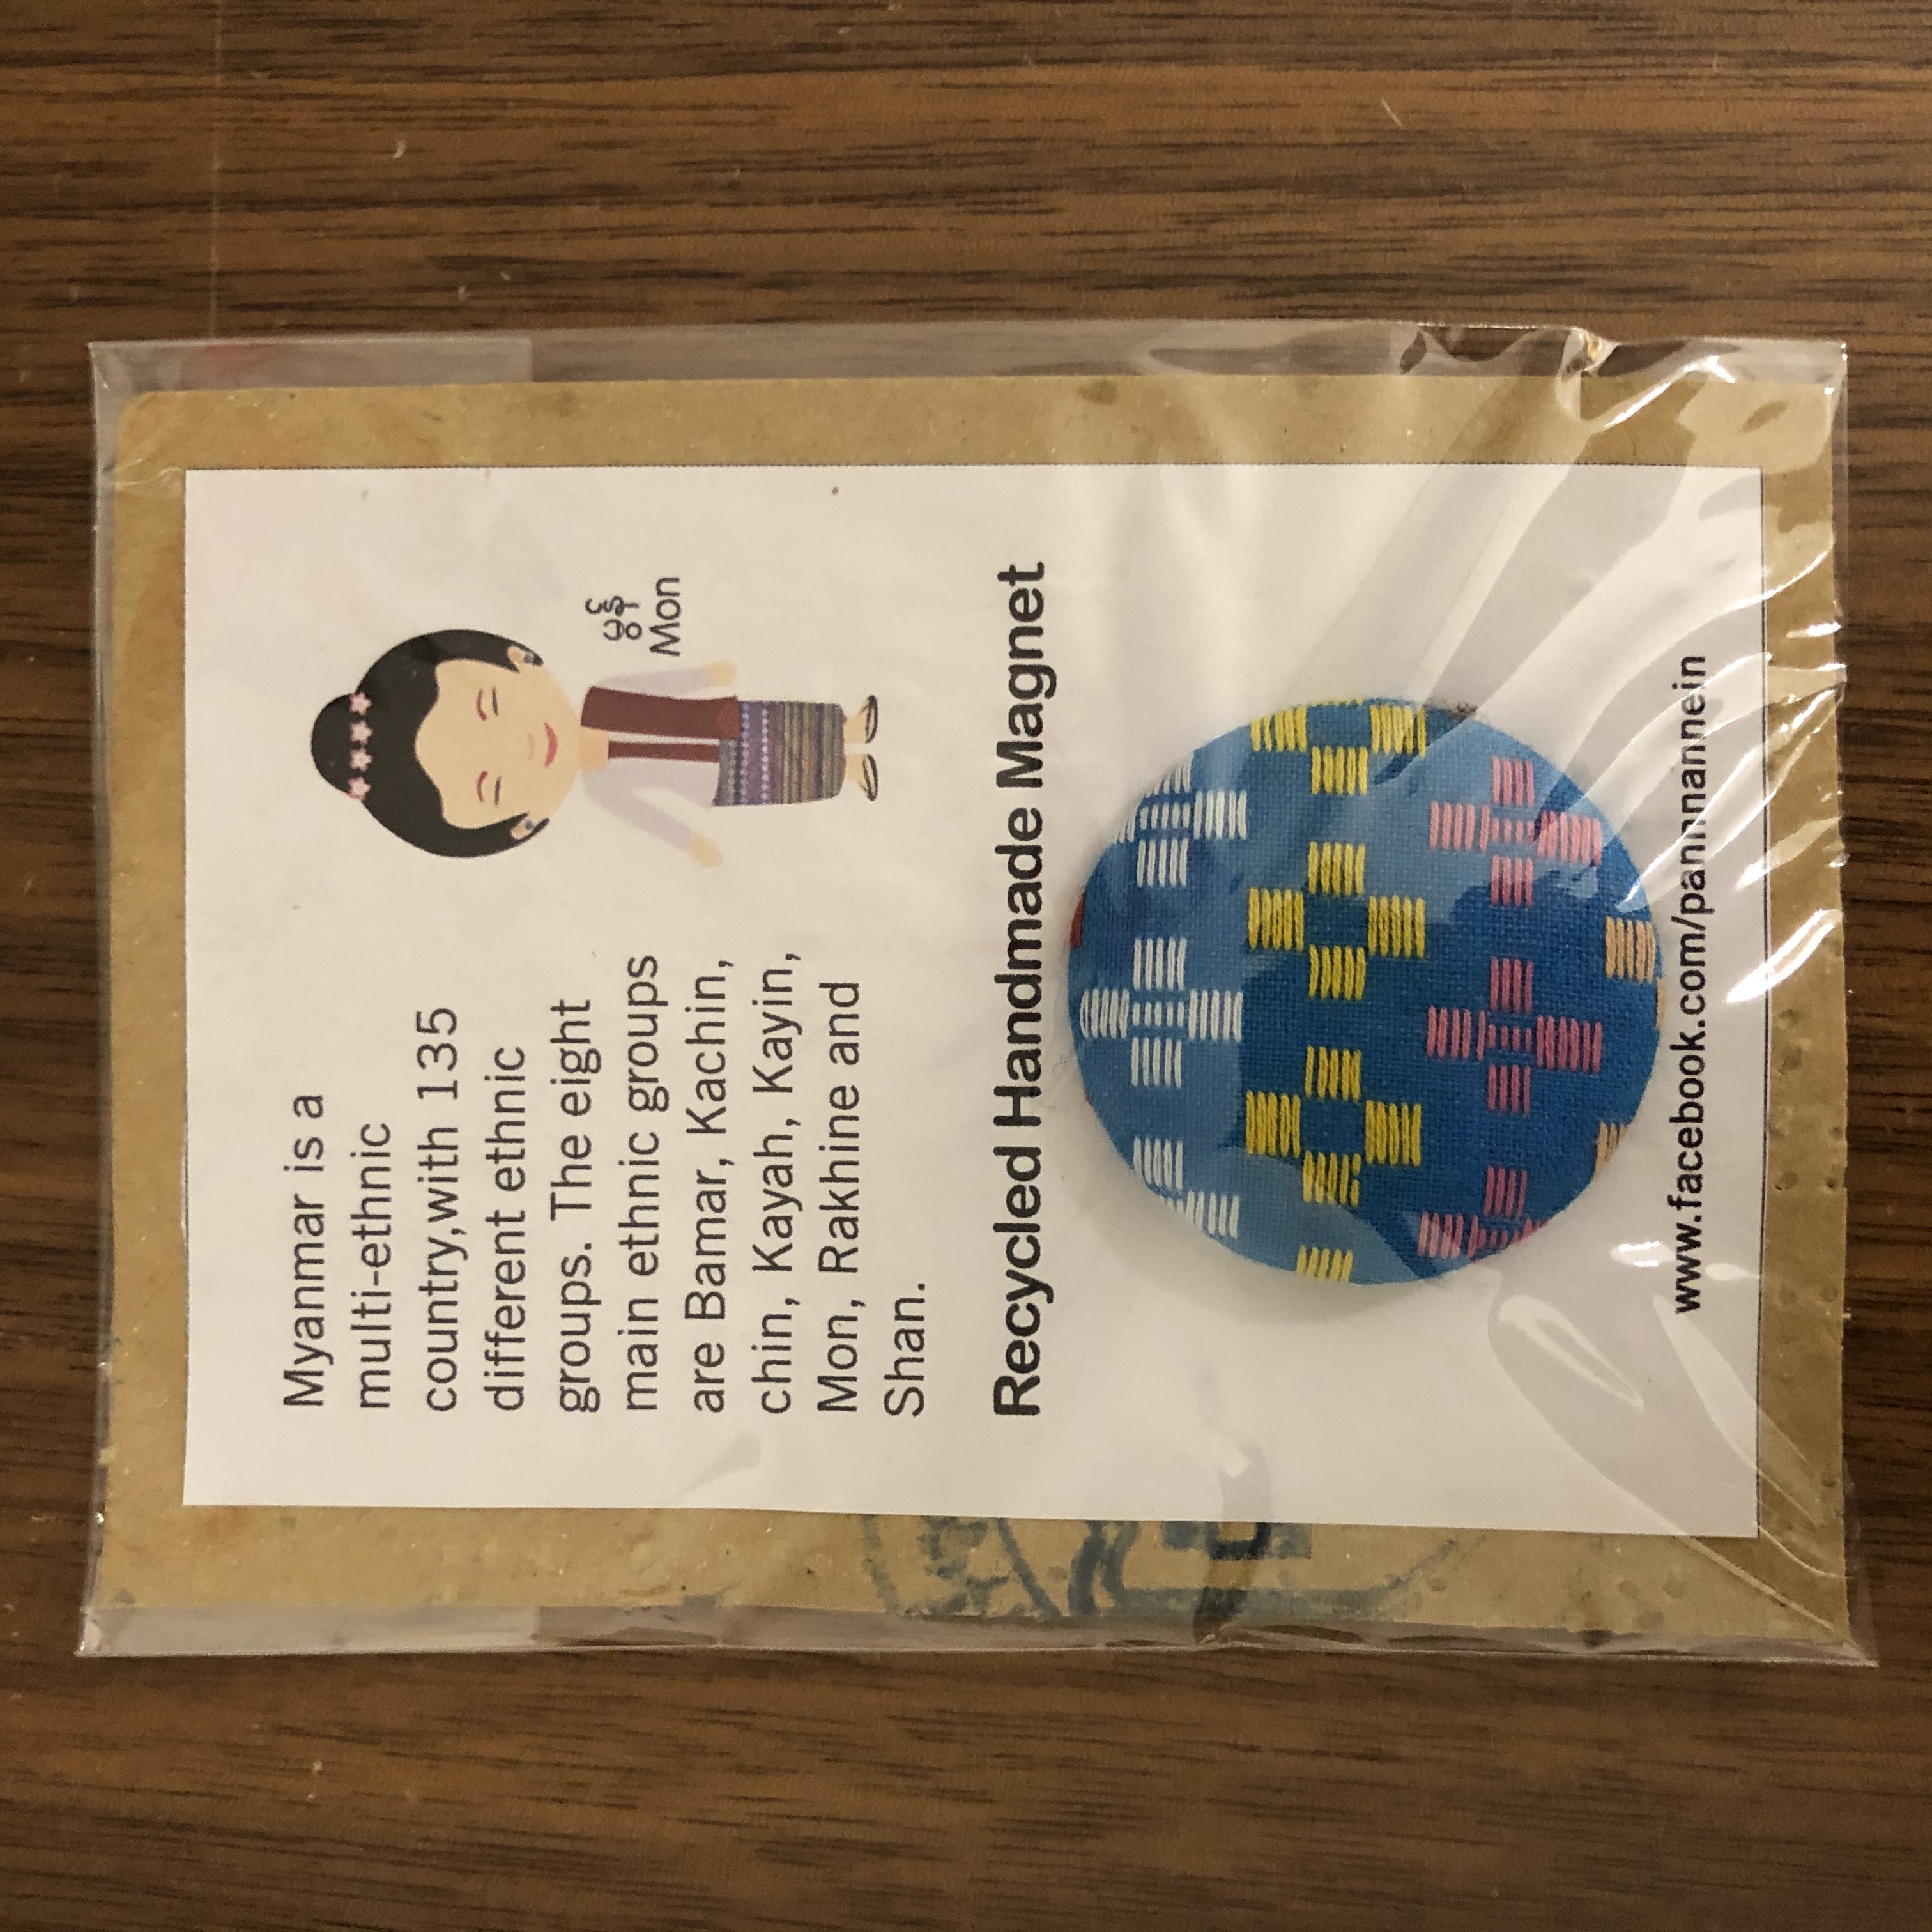 Myanmar is a
multi-ethnic
country,with 135
different ethnic
groups. The eight
main ethnic groups
are Bamar, Kachin,
chin, Kayah, Kayin,
Mon, Rakhine and
Shan.
မွန်
Mon
Recycled Handmade Magnet
www.facebook.com/pannnannein